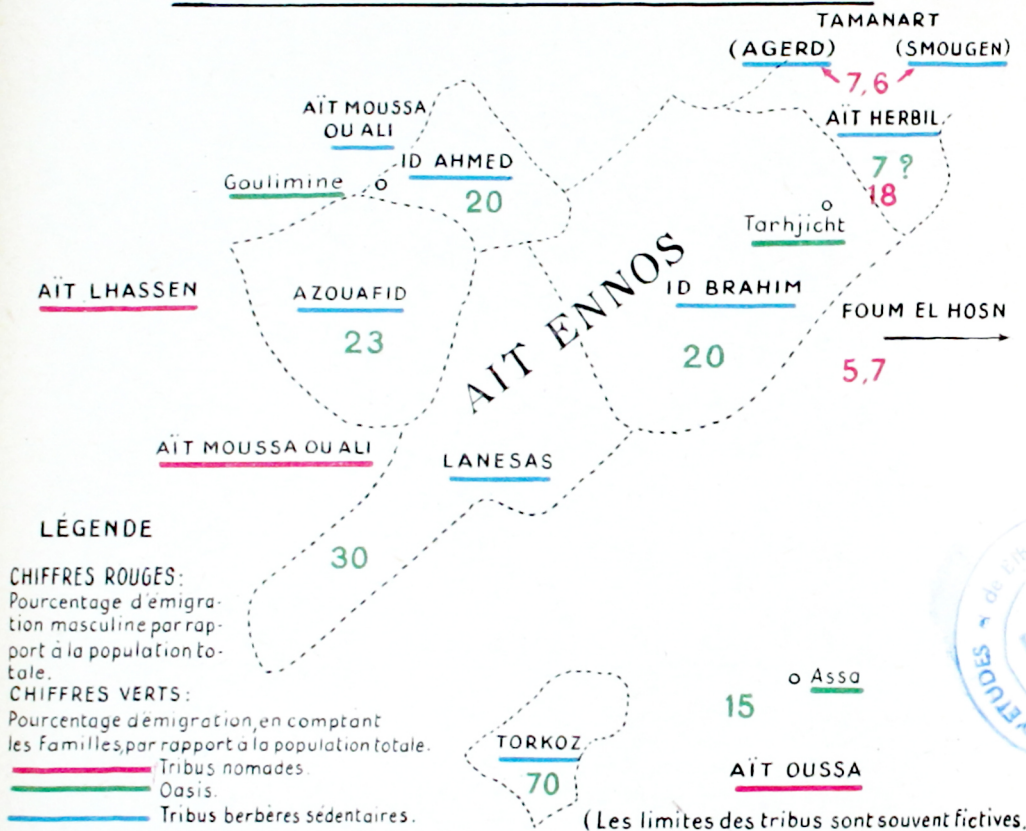 TAMANART
(AGERD) (SMOUGEN)
7,6
AÏT MOUSSA
OU ALI
AÏT HERBIL
ID AHMED
7 ?
Goulimine
20
18
Tarhjicht
AÏT LHASSEN
AZOUAFID
AIT ENNOS
ID BRAHIM
FOUM EL HOSN
23
20
5,7
AÏT MOUSSA OU ALI
LANESAS
30
LÉGENDE
CHIFFRES ROUGES:
Pourcentage d'émigra-
tion masculine par rap-
port à la population to-
tale.
CHIFFRES VERTS:
Pourcentage d'émigration, en comptant
les Familles, par rapport à la population totale.
Tribus nomades.
Oasis.
Tribus berbères sédentaires.
Assa
15
TORKOZ
70
AÏT OUSSA
(Les limites des tribus sont souvent fictives.
ETUDES